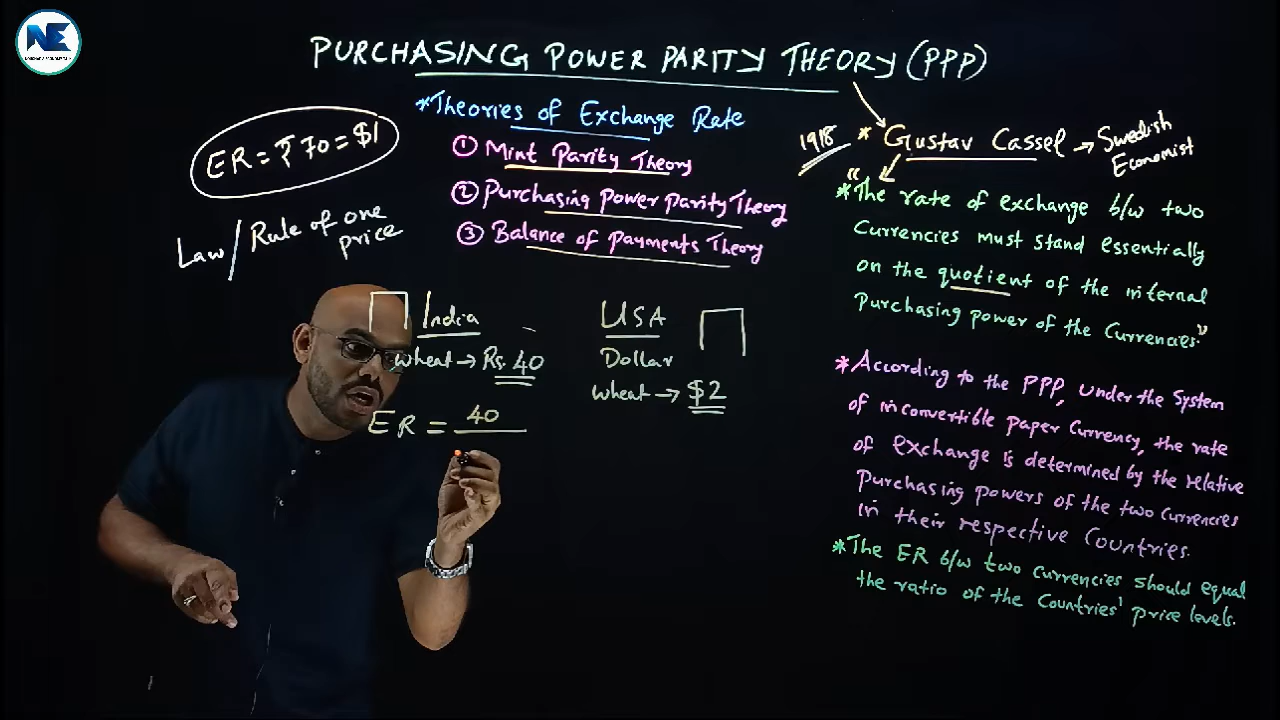 NE
PURCHASING POWER PARITY THEORY (PPP)
*Theories of Exchange Rate
① Mint Parity Theory
② Purchasing Power Parity Theory
③ Balance of Payments Theory
ER = ₹ 70 = $1
Law / Rule of one
price
1918 * Gustav Cassel → Swedish
Economist
*"The rate of exchange b/w two
Currencies must stand essentially
on the quotient of the internal
Purchasing power of the Currencies."
India
wheat → Rs. 40
USA
Dollar
wheat → $2
ER = 40
* According to the PPP, under the System
of inconvertible paper currency, the rate
of exchange is determined by the relative
Purchasing powers of the two currencies
in their respective Countries.
* The ER b/w two currencies should equal
the ratio of the Countries' price levels.